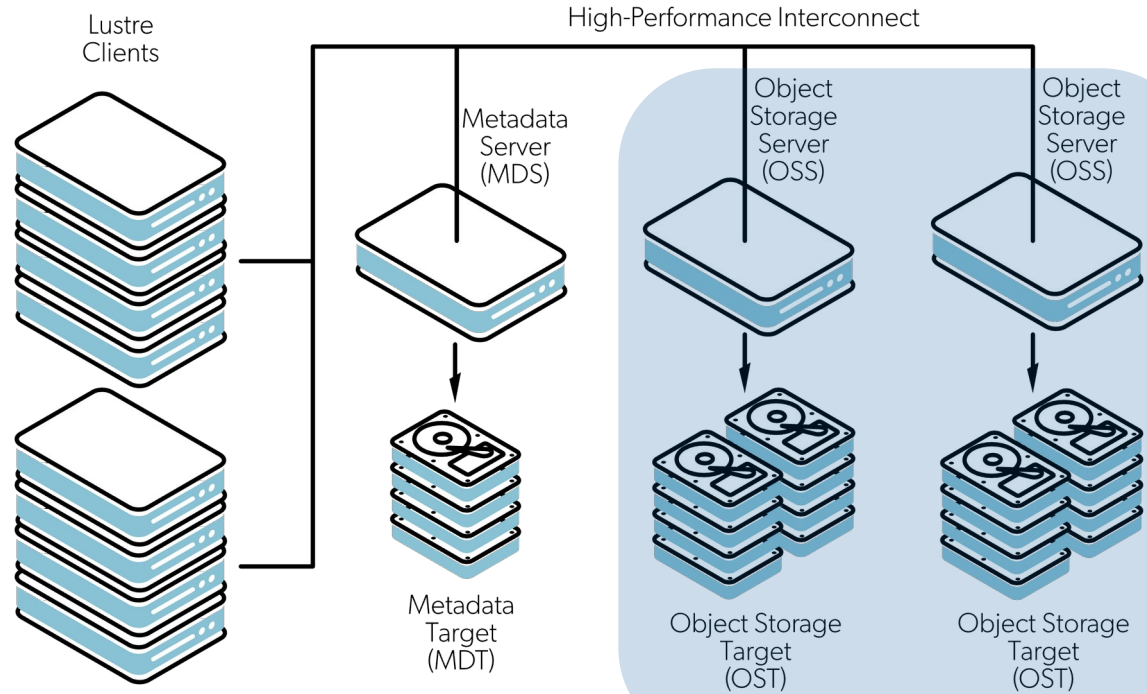 Lustre
Clients
High-Performance Interconnect
Metadata
Server
(MDS)
Object
Storage
Server
(OSS)
Object
Storage
Server
(OSS)
Metadata
Target
(MDT)
Object Storage
Target
(OST)
Object Storage
Target
(OST)